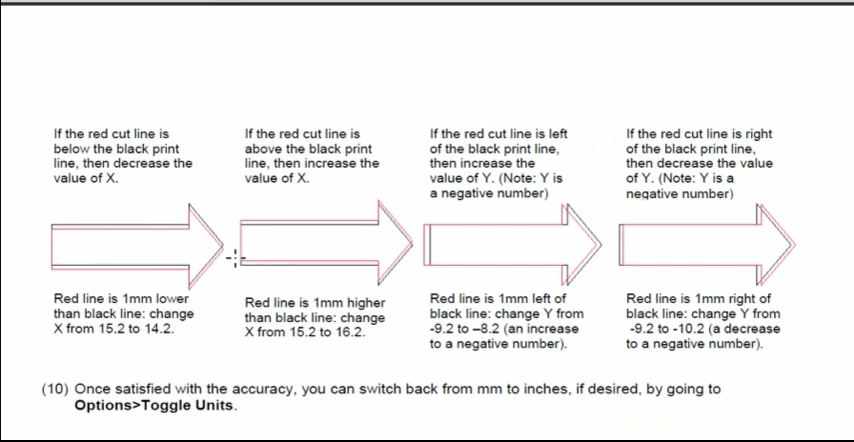 If the red cut line is
below the black print
line, then decrease the
value of X.
If the red cut line is
above the black print
line, then increase the
value of X.
If the red cut line is left
of the black print line,
then increase the
value of Y. (Note: Y is
a negative number)
If the red cut line is right
of the black print line,
then decrease the value
of Y. (Note: Y is a
negative number)
Red line is 1mm lower
than black line: change
X from 15.2 to 14.2.
Red line is 1mm higher
than black line: change
X from 15.2 to 16.2.
Red line is 1mm left of
black line: change Y from
-9.2 to –8.2 (an increase
to a negative number).
Red line is 1mm right of
black line: change Y from
-9.2 to -10.2 (a decrease
to a negative number).
(10) Once satisfied with the accuracy, you can switch back from mm to inches, if desired, by going to
Options>Toggle Units.